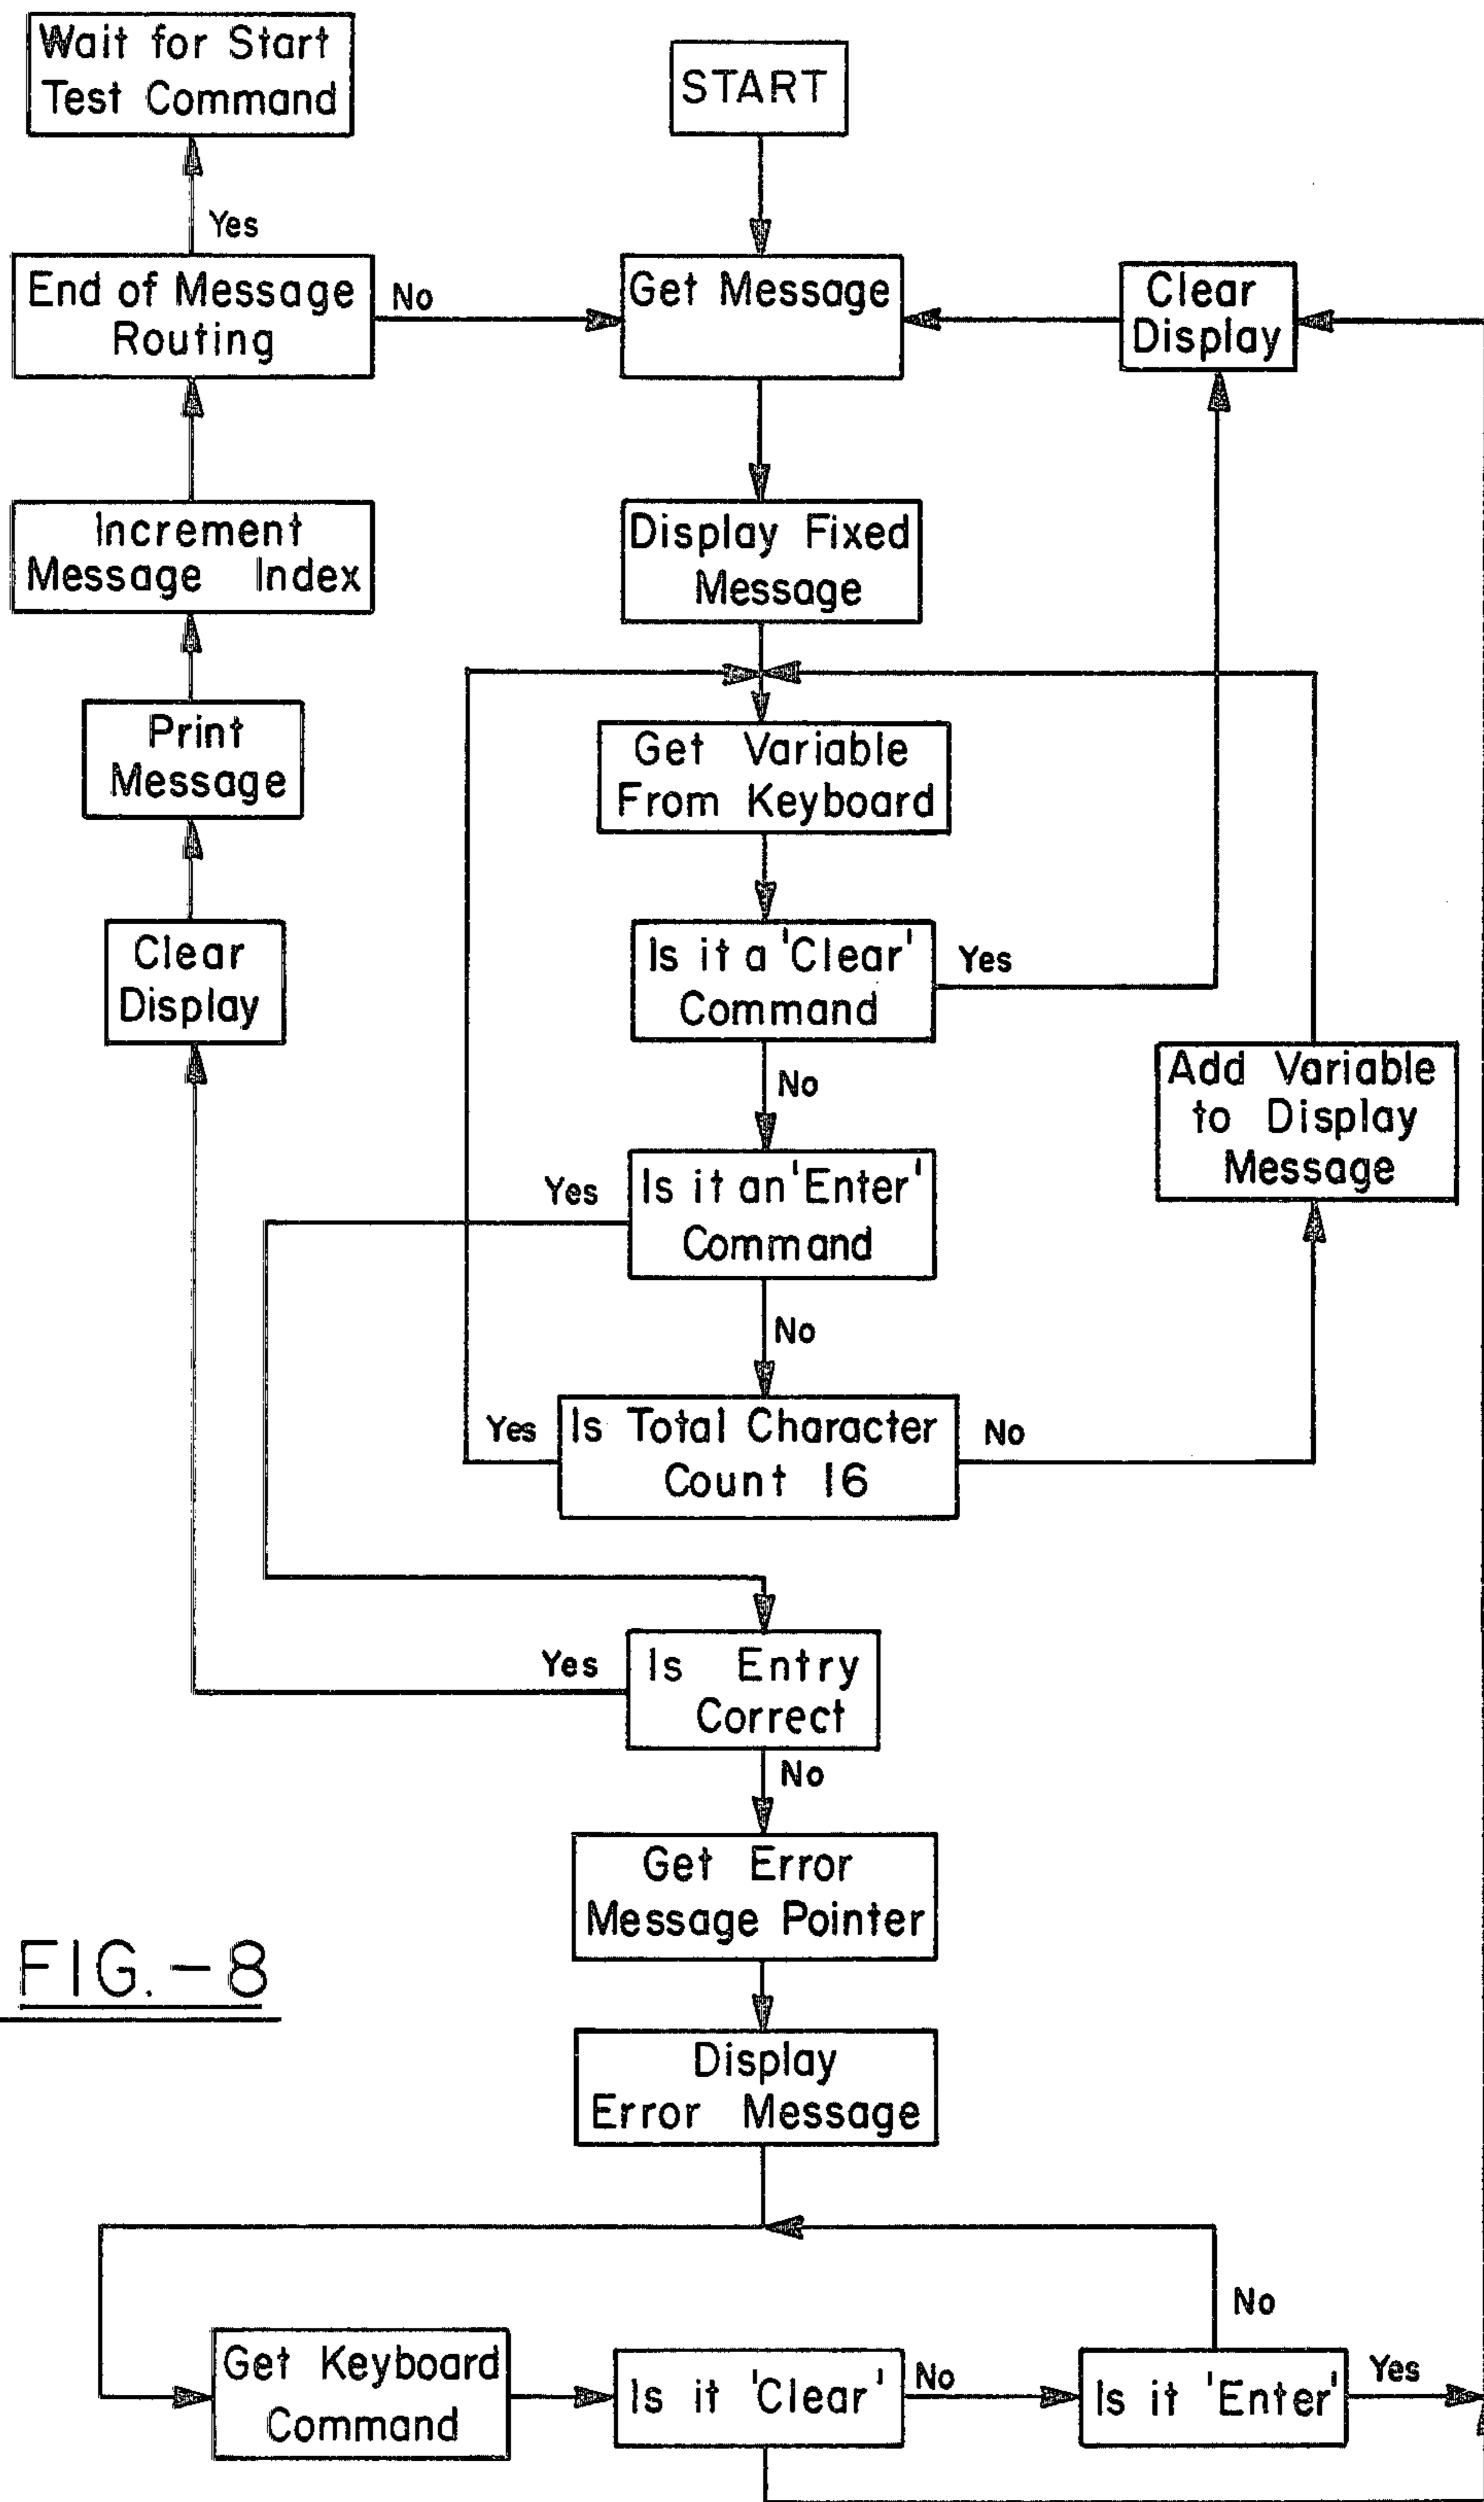 Wait for Start
Test Command
START
Yes
End of Message
Routing
No
Get Message
Clear
Display
Increment
Message Index
Display Fixed
Message
Print
Message
Get Variable
From Keyboard
Clear
Display
Is it a 'Clear'
Command
Yes
No
Add Variable
to Display
Message
Yes
Is it an 'Enter'
Command
No
Yes
Is Total Character
Count 16
No
Yes
Is Entry
Correct
No
Get Error
Message Pointer
FIG.-8
Display
Error Message
No
Get Keyboard
Command
Is it 'Clear'
No
Is it 'Enter'
Yes